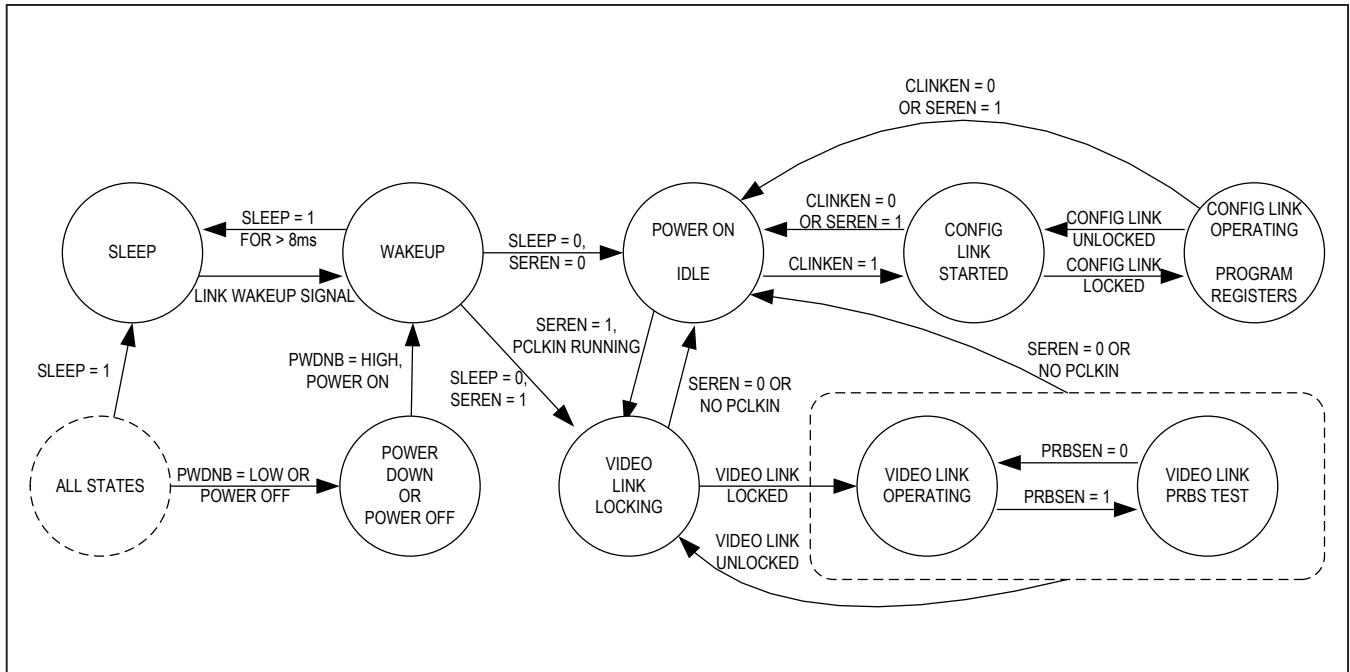 CLINKEN = 0
OR SEREN = 1
SLEEP = 1
FOR > 8ms
SLEEP
LINK WAKEUP SIGNAL
WAKEUP
SLEEP = 0,
SEREN = 0
POWER ON
IDLE
CLINKEN = 0
OR SEREN = 1
CLINKEN = 1
CONFIG
LINK
STARTED
CONFIG LINK
UNLOCKED
CONFIG LINK
LOCKED
CONFIG LINK
OPERATING
PROGRAM
REGISTERS
SLEEP = 1
PWDNB = HIGH,
POWER ON
SLEEP = 0,
SEREN = 1
SEREN = 1,
PCLKIN RUNNING
SEREN = 0 OR
NO PCLKIN
SEREN = 0 OR
NO PCLKIN
ALL STATES
PWDNB = LOW OR
POWER OFF
POWER
DOWN
OR
POWER OFF
VIDEO
LINK
LOCKING
VIDEO LINK
LOCKED
VIDEO LINK
OPERATING
PRBSEN = 0
PRBSEN = 1
VIDEO LINK
PRBS TEST
VIDEO LINK
UNLOCKED